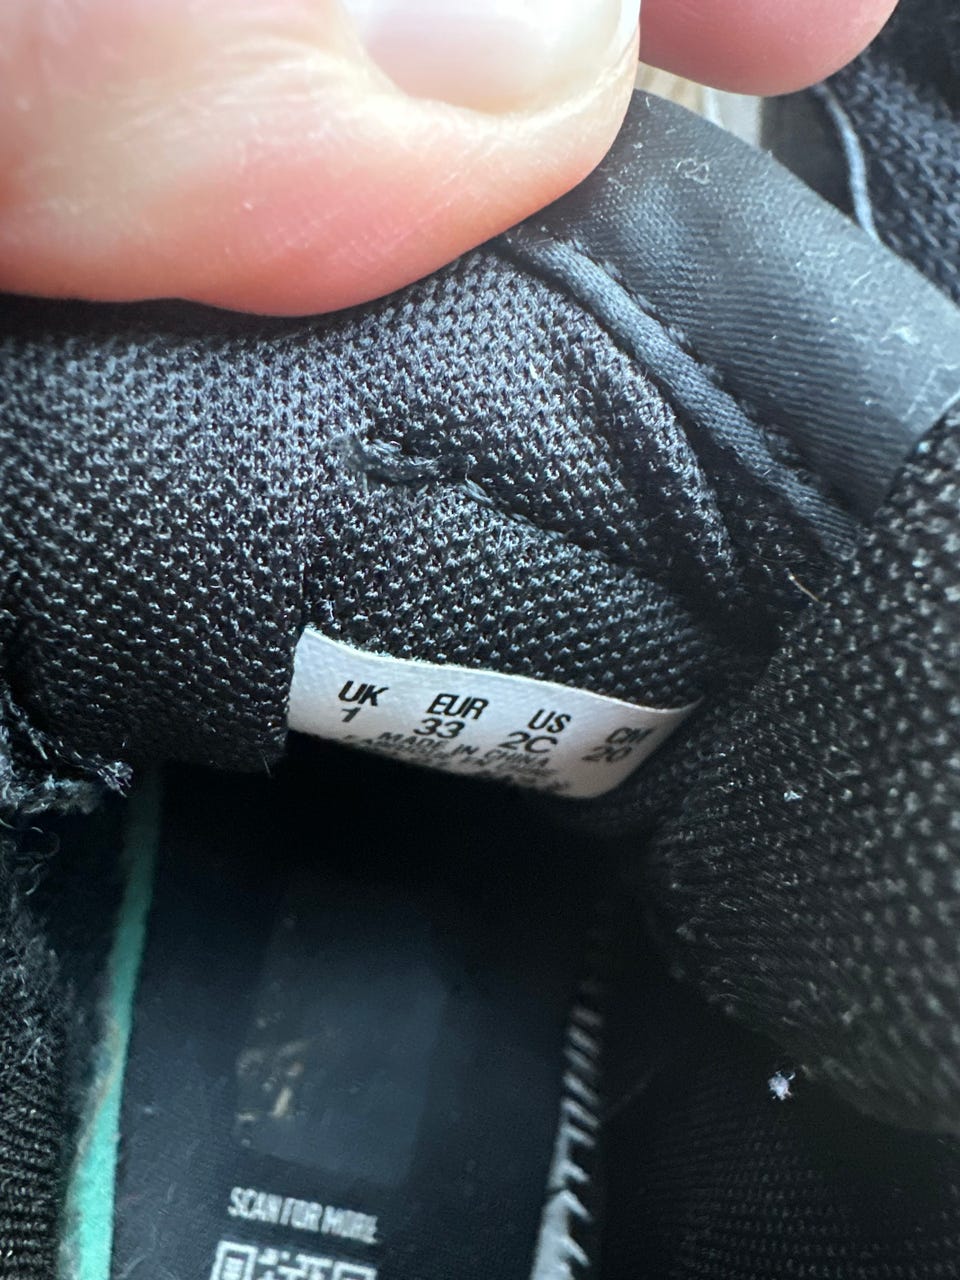 UK EUR US CM
1 33 2C 20
MADE IN CHINA
SCAN FOR MORE